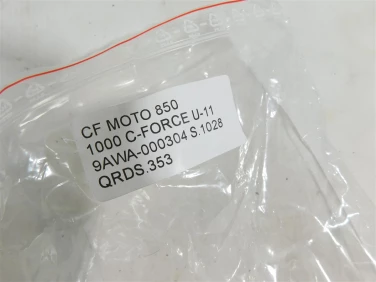 CF MOTO 850
1000 C-FORCE U-11
9AWA-000304 S.1028
QRDS.353